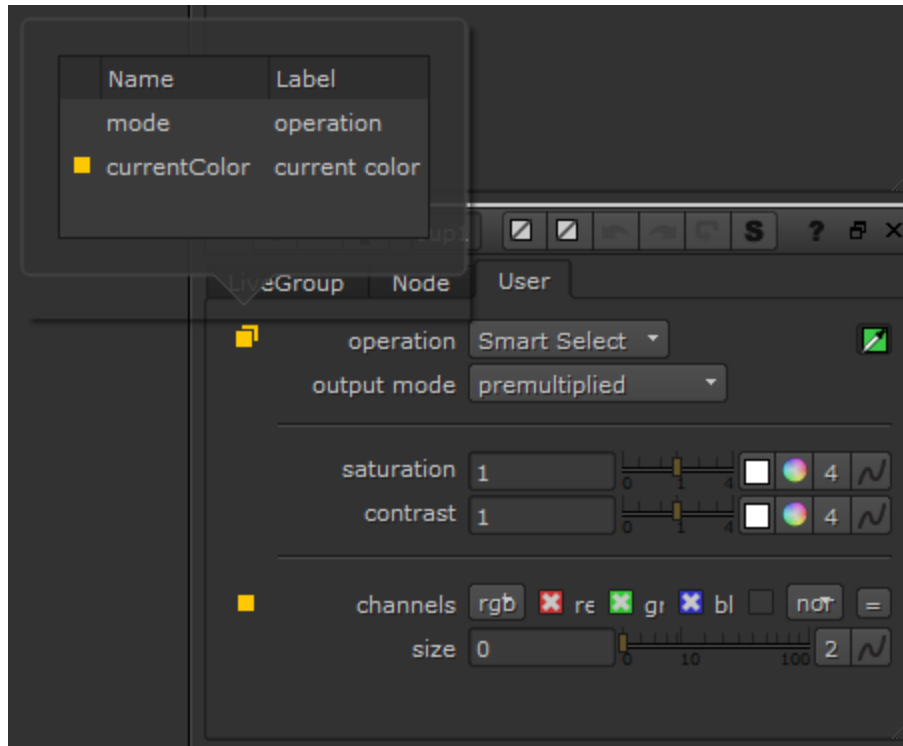 Name Label
mode operation
currentColor current color
LiveGroup Node User
S ?
operation Smart Select
output mode premultiplied
saturation 1 0 1 4 4
contrast 1 0 1 4 4
channels rgb re gr bl =
size 0 0 10 100 2